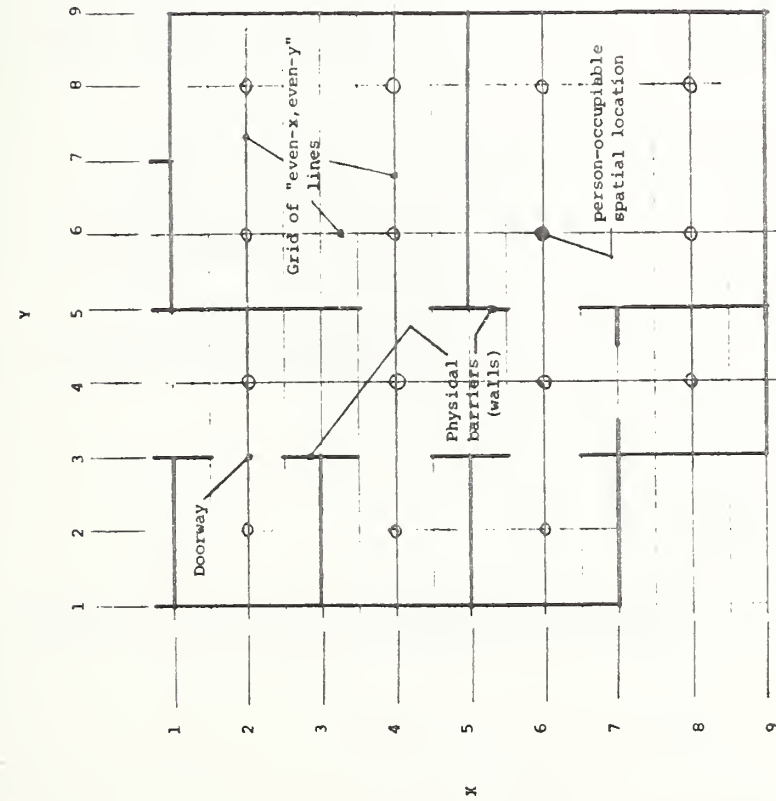 Y
1 2 3 4 5 6 7 8 9
X
1
2
3
4
5
6
7
8
9
Doorway
Grid of "even-x,even-y"
lines
Physical
barriers
(walls)
person-occupiable
spatial location